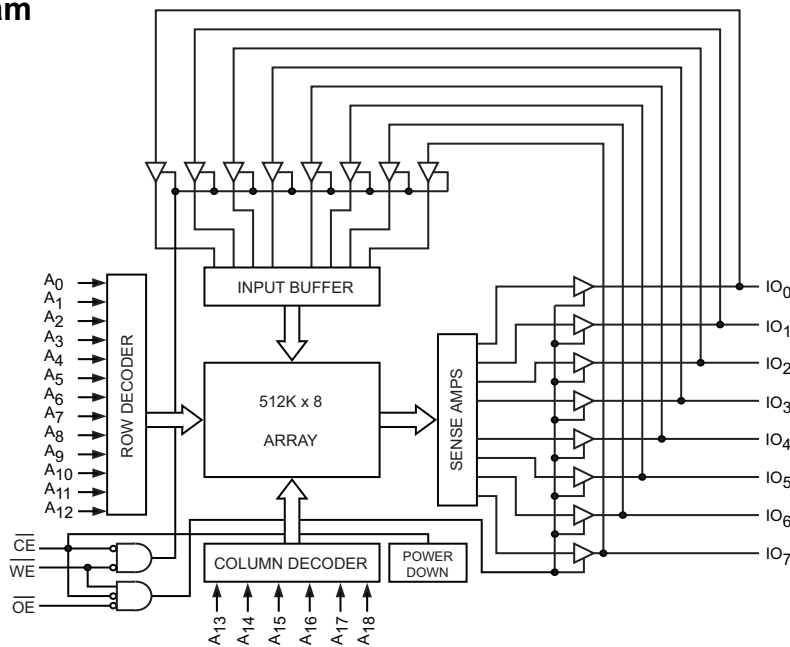 am
INPUT BUFFER
A0
A1
A2
A3
A4
A5
A6
A7
A8
A9
A10
A11
A12
ROW DECODER
512K x 8
ARRAY
SENSE AMPS
IO0
IO1
IO2
IO3
IO4
IO5
IO6
IO7
CE
WE
OE
COLUMN DECODER
POWER
DOWN
A13
A14
A15
A16
A17
A18